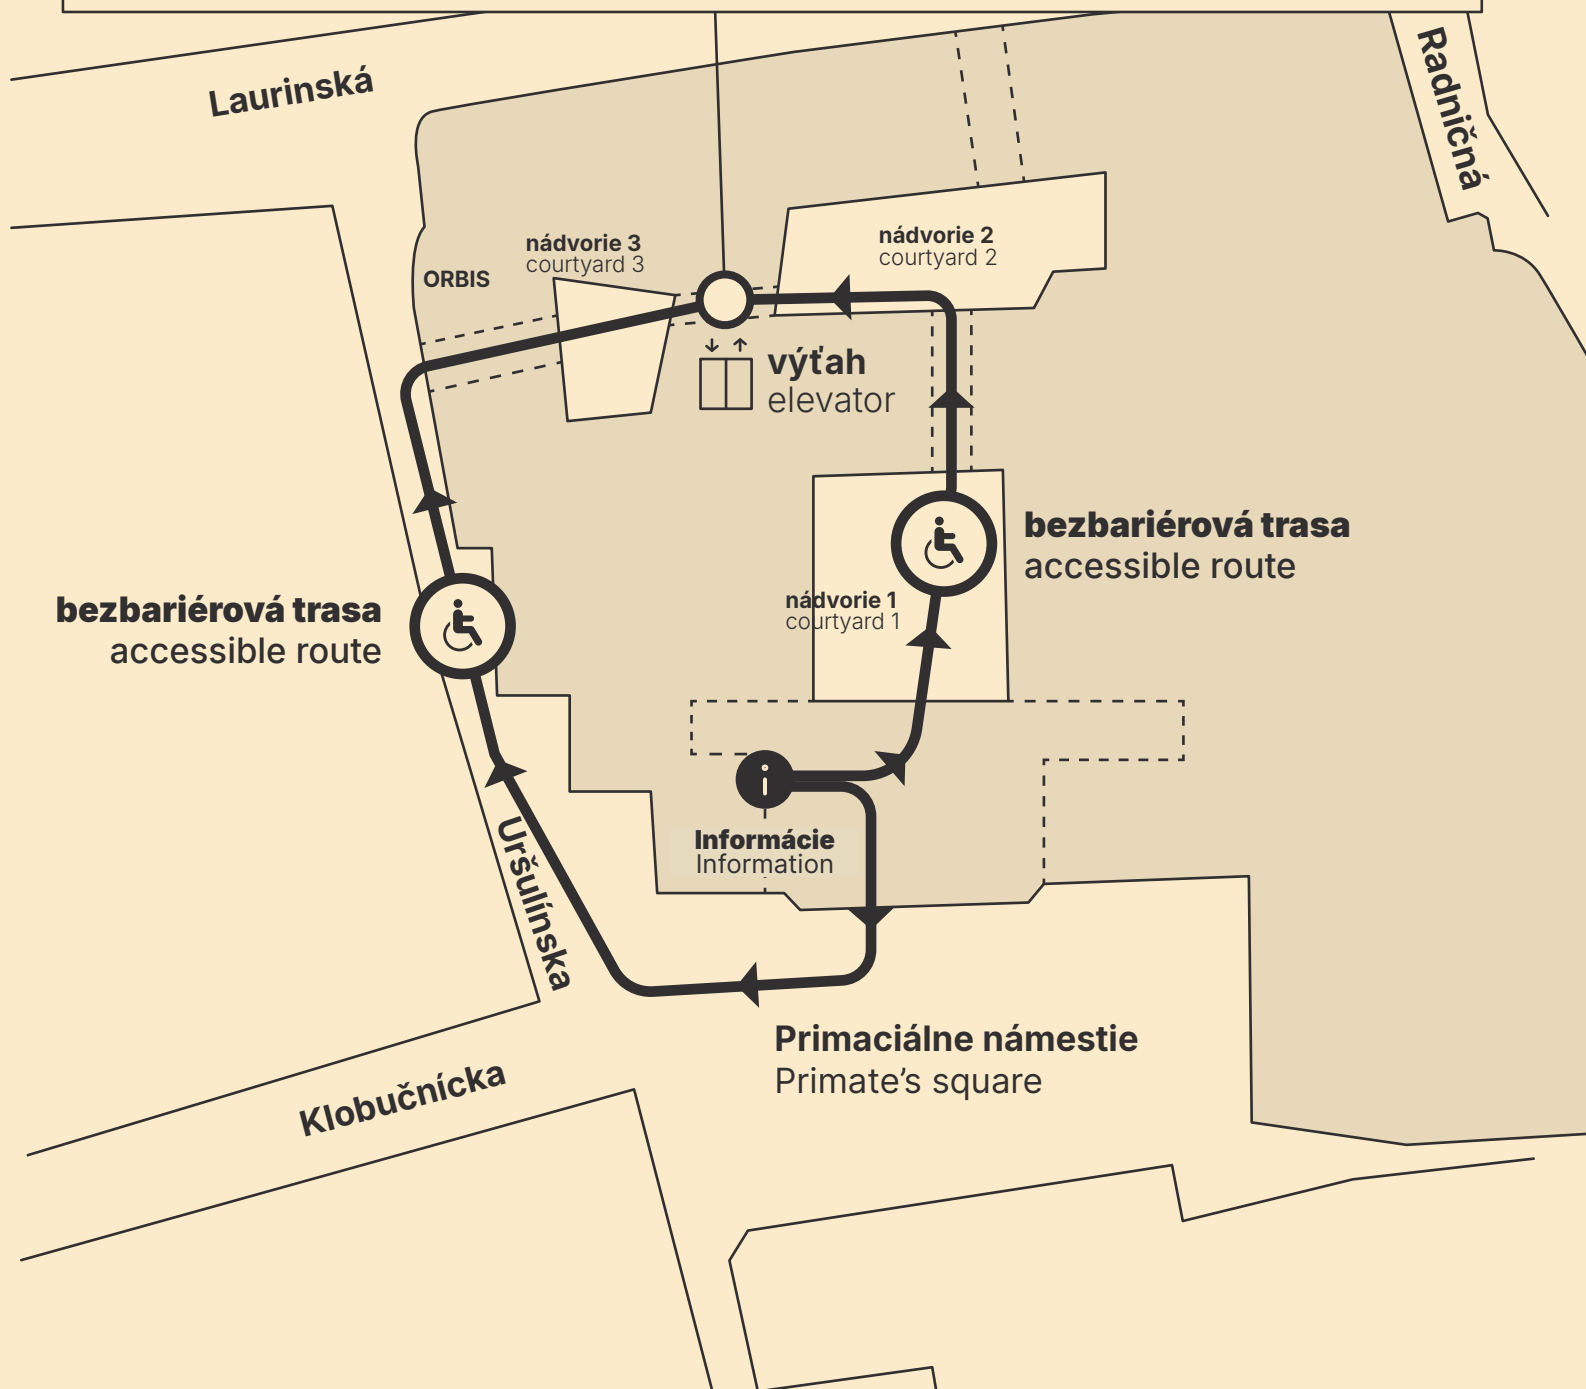 Laurinská
Radničná
nádvorie 3
courtyard 3
nádvorie 2
courtyard 2
ORBIS
výťah
elevator
bezbariérová trasa
accessible route
bezbariérová trasa
accessible route
nádvorie 1
courtyard 1
Informácie
Information
Uršulínska
Primaciálne námestie
Primate’s square
Klobučnícka